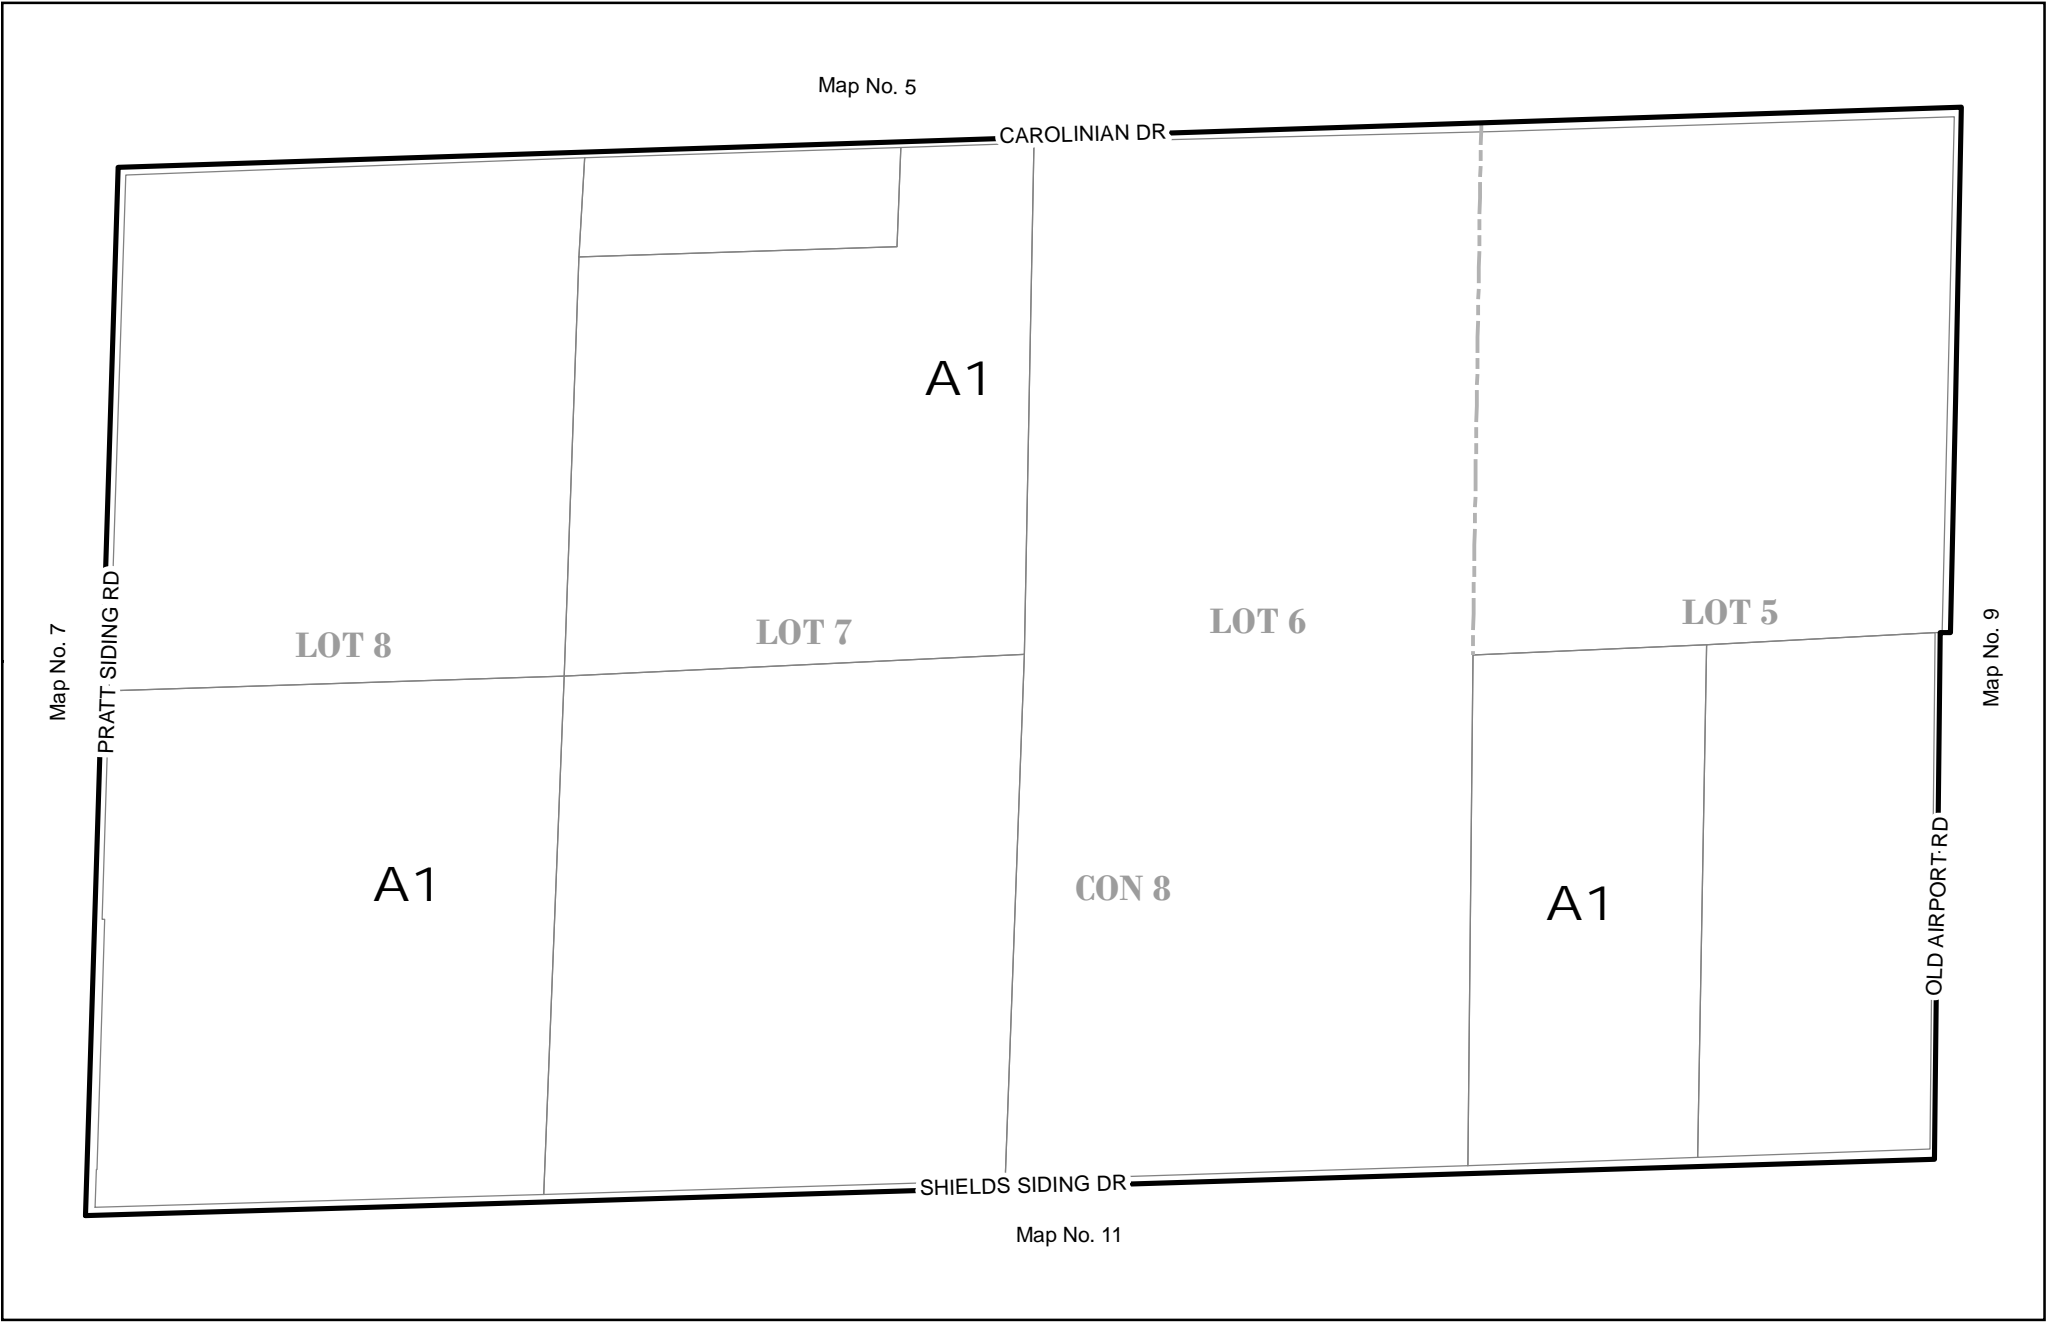 Map No. 5
CAROLINIAN DR
A1
LOT 8
LOT 7
LOT 6
LOT 5
Map No. 7
PRATT SIDING RD
Map No. 9
A1
CON 8
A1
OLD AIRPORT RD
SHIELDS SIDING DR
Map No. 11